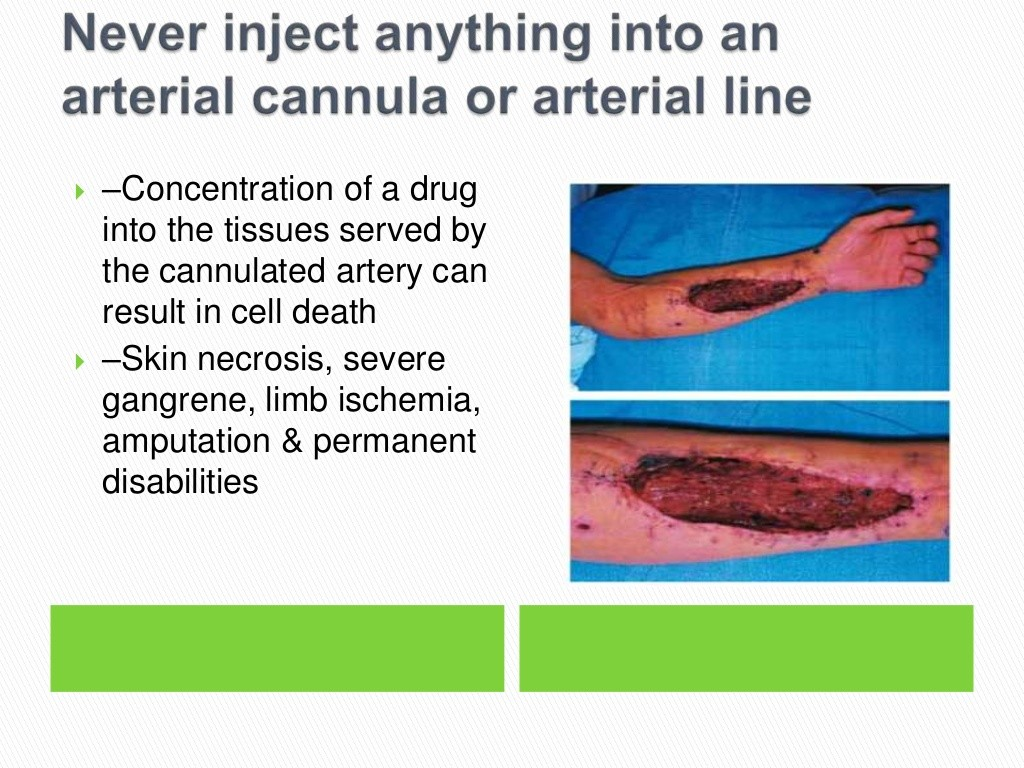 Never inject anything into an
arterial cannula or arterial line
–Concentration of a drug
into the tissues served by
the cannulated artery can
result in cell death
–Skin necrosis, severe
gangrene, limb ischemia,
amputation & permanent
disabilities